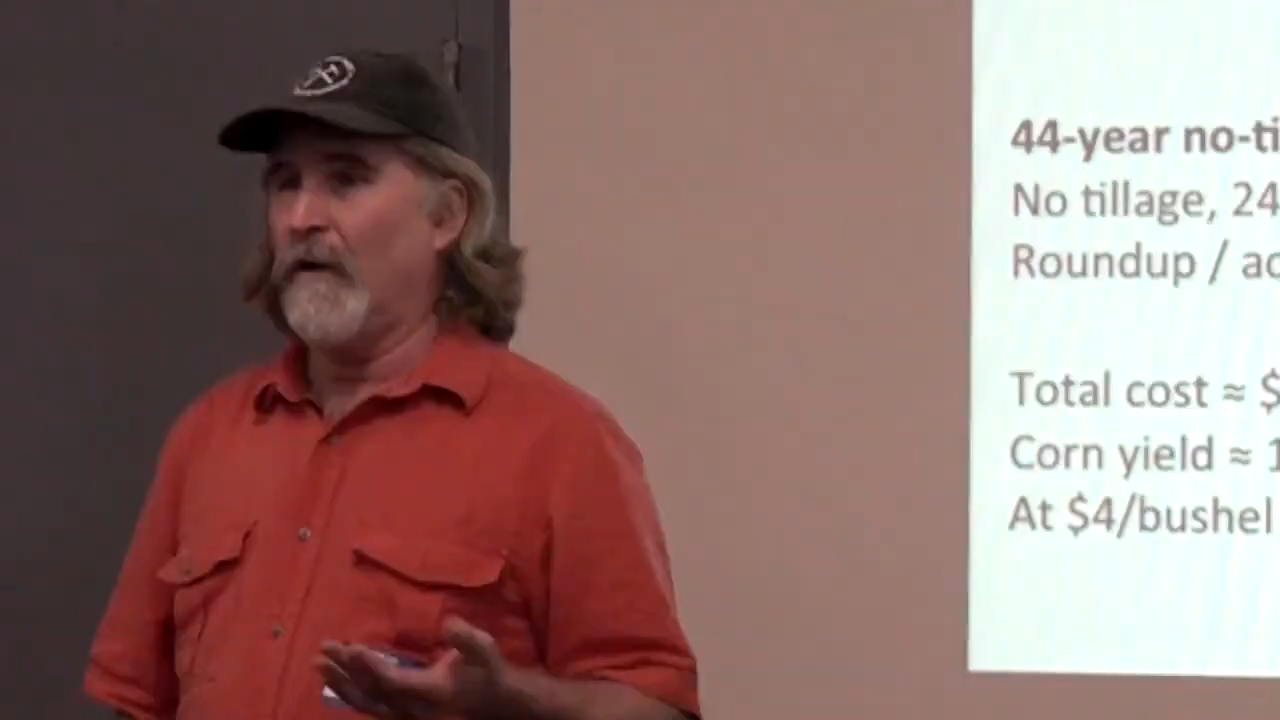 44-year no-ti
No tillage, 24
Roundup / ac
Total cost ≈ $
Corn yield ≈ 1
At $4/bushel